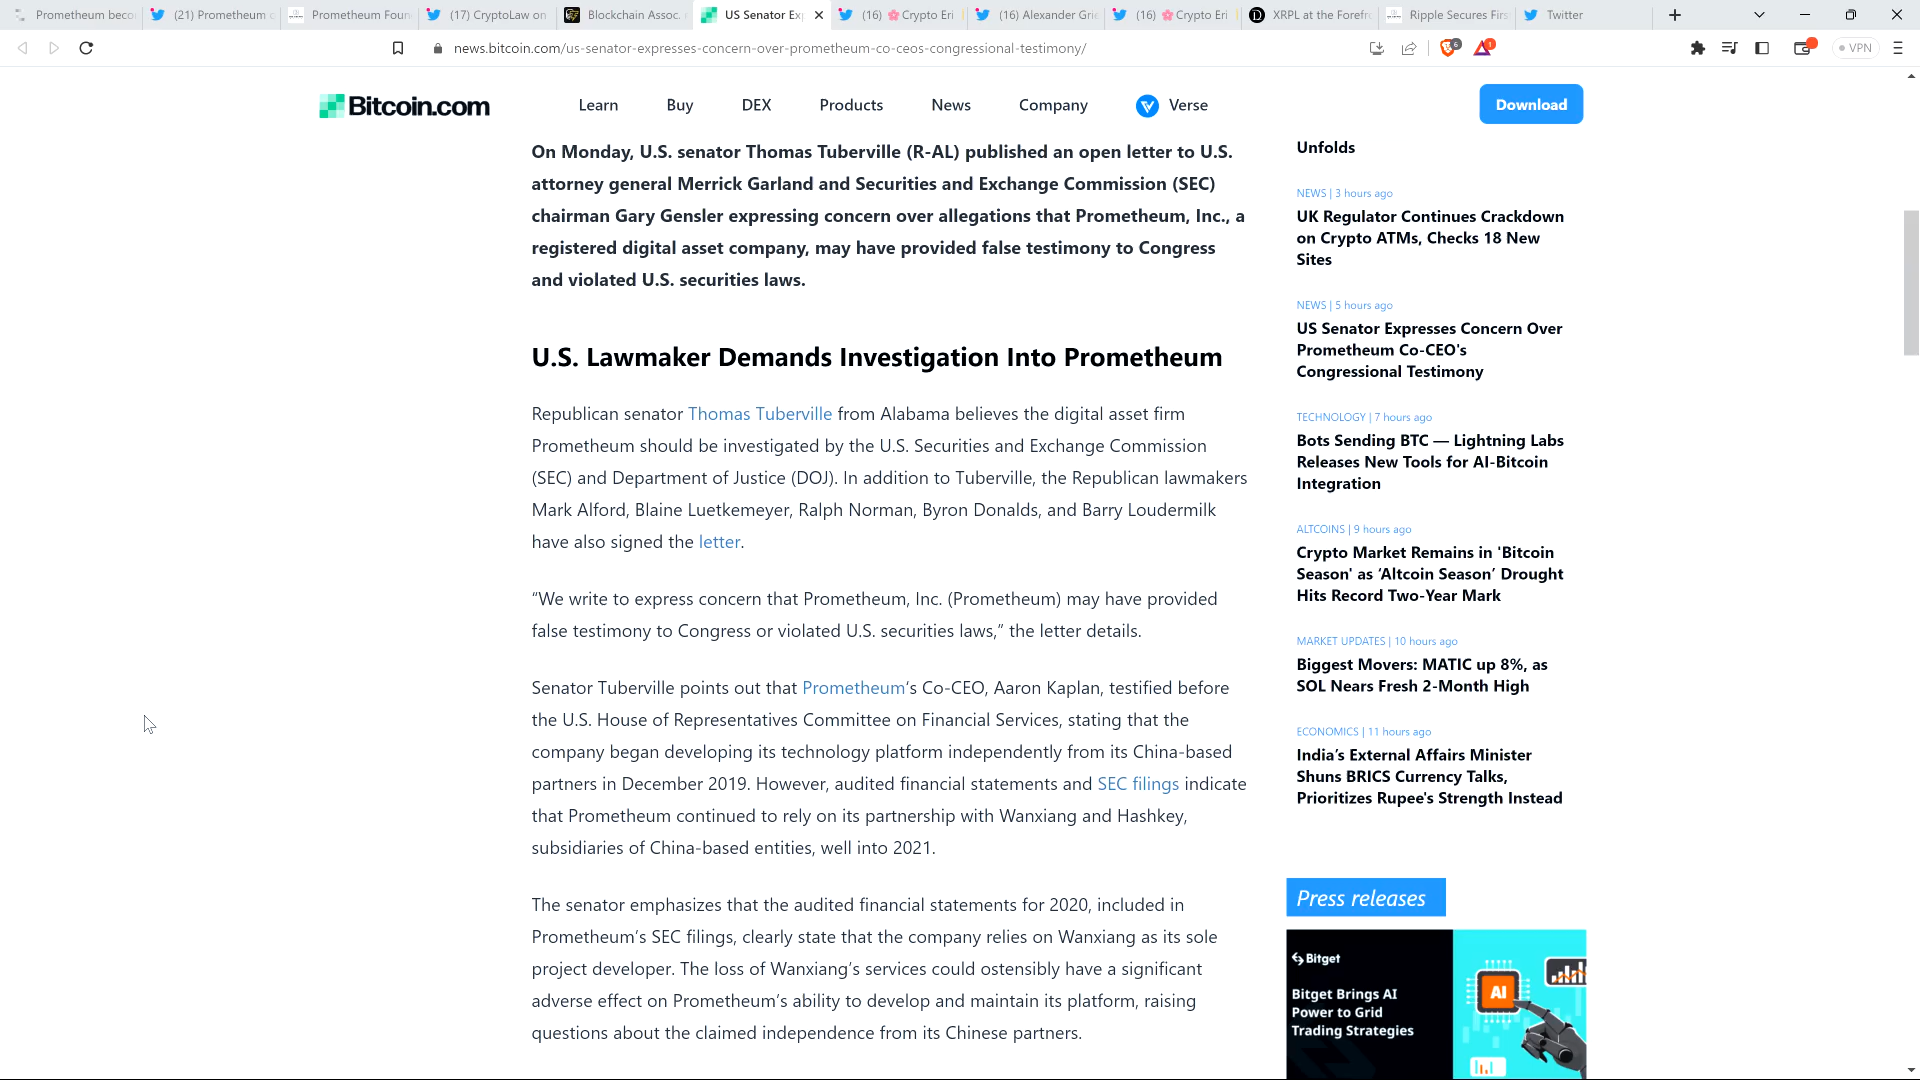 Prometheum beco
(21) Prometheum o
Prometheum Foun
(17) CryptoLaw on
Blockchain Assoc.
US Senator Ex
(16) 🌸 Crypto Eri
(16) Alexander Grie
(16) 🌸 Crypto Eri
XRPL at the Forefro
Ripple Secures Firs
Twitter
news.bitcoin.com/us-senator-expresses-concern-over-prometheum-co-ceos-congressional-testimony/
6
1
VPN
Bitcoin.com
Learn
Buy
DEX
Products
News
Company
Verse
Download
On Monday, U.S. senator Thomas Tuberville (R-AL) published an open letter to U.S.
attorney general Merrick Garland and Securities and Exchange Commission (SEC)
chairman Gary Gensler expressing concern over allegations that Prometheum, Inc., a
registered digital asset company, may have provided false testimony to Congress
and violated U.S. securities laws.
U.S. Lawmaker Demands Investigation Into Prometheum
Republican senator Thomas Tuberville from Alabama believes the digital asset firm
Prometheum should be investigated by the U.S. Securities and Exchange Commission
(SEC) and Department of Justice (DOJ). In addition to Tuberville, the Republican lawmakers
Mark Alford, Blaine Luetkemeyer, Ralph Norman, Byron Donalds, and Barry Loudermilk
have also signed the letter.
“We write to express concern that Prometheum, Inc. (Prometheum) may have provided
false testimony to Congress or violated U.S. securities laws,” the letter details.
Senator Tuberville points out that Prometheum’s Co-CEO, Aaron Kaplan, testified before
the U.S. House of Representatives Committee on Financial Services, stating that the
company began developing its technology platform independently from its China-based
partners in December 2019. However, audited financial statements and SEC filings indicate
that Prometheum continued to rely on its partnership with Wanxiang and Hashkey,
subsidiaries of China-based entities, well into 2021.
The senator emphasizes that the audited financial statements for 2020, included in
Prometheum’s SEC filings, clearly state that the company relies on Wanxiang as its sole
project developer. The loss of Wanxiang’s services could ostensibly have a significant
adverse effect on Prometheum’s ability to develop and maintain its platform, raising
questions about the claimed independence from its Chinese partners.
Unfolds
NEWS | 3 hours ago
UK Regulator Continues Crackdown
on Crypto ATMs, Checks 18 New
Sites
NEWS | 5 hours ago
US Senator Expresses Concern Over
Prometheum Co-CEO's
Congressional Testimony
TECHNOLOGY | 7 hours ago
Bots Sending BTC — Lightning Labs
Releases New Tools for AI-Bitcoin
Integration
ALTCOINS | 9 hours ago
Crypto Market Remains in 'Bitcoin
Season' as ‘Altcoin Season’ Drought
Hits Record Two-Year Mark
MARKET UPDATES | 10 hours ago
Biggest Movers: MATIC up 8%, as
SOL Nears Fresh 2-Month High
ECONOMICS | 11 hours ago
India’s External Affairs Minister
Shuns BRICS Currency Talks,
Prioritizes Rupee's Strength Instead
Press releases
Bitget
Bitget Brings AI
Power to Grid
Trading Strategies
AI